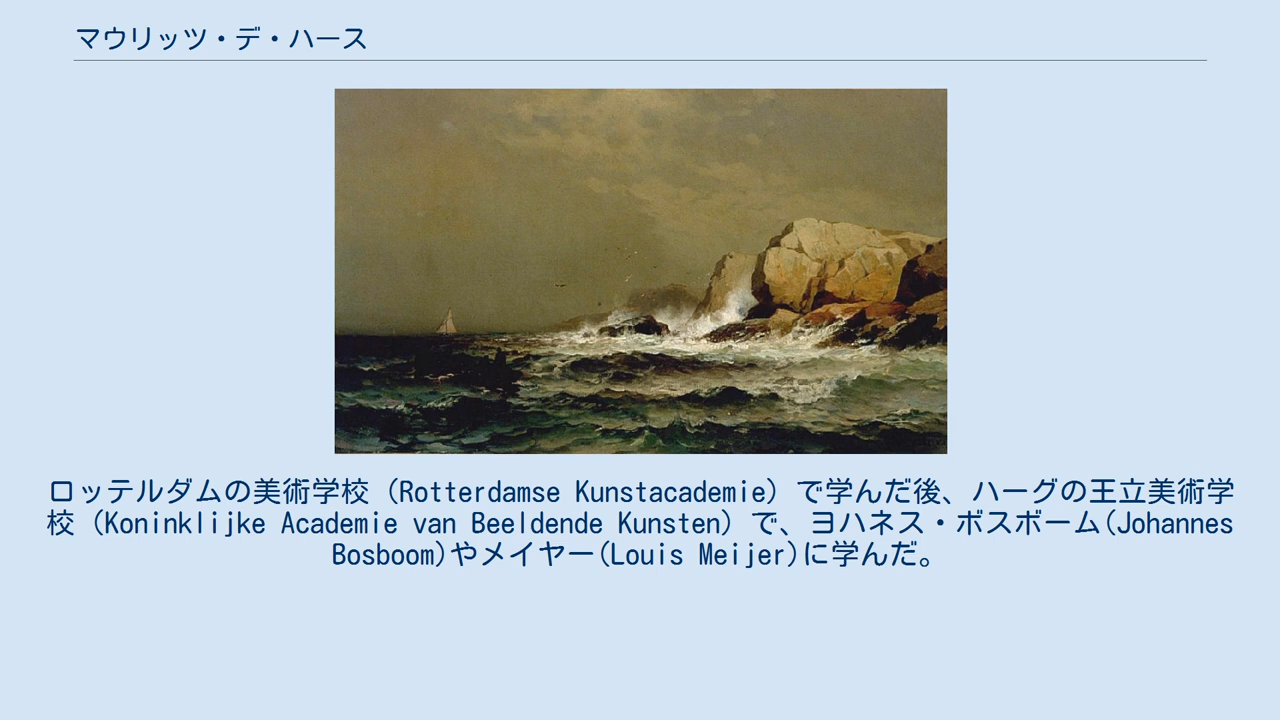 マウリッツ・デ・ハース
ロッテルダムの美術学校（Rotterdamse Kunstacademie）で学んだ後、ハーグの王立美術学
校（Koninklijke Academie van Beeldende Kunsten）で、ヨハネス・ボスボーム(Johannes
Bosboom)やメイヤー(Louis Meijer)に学んだ。